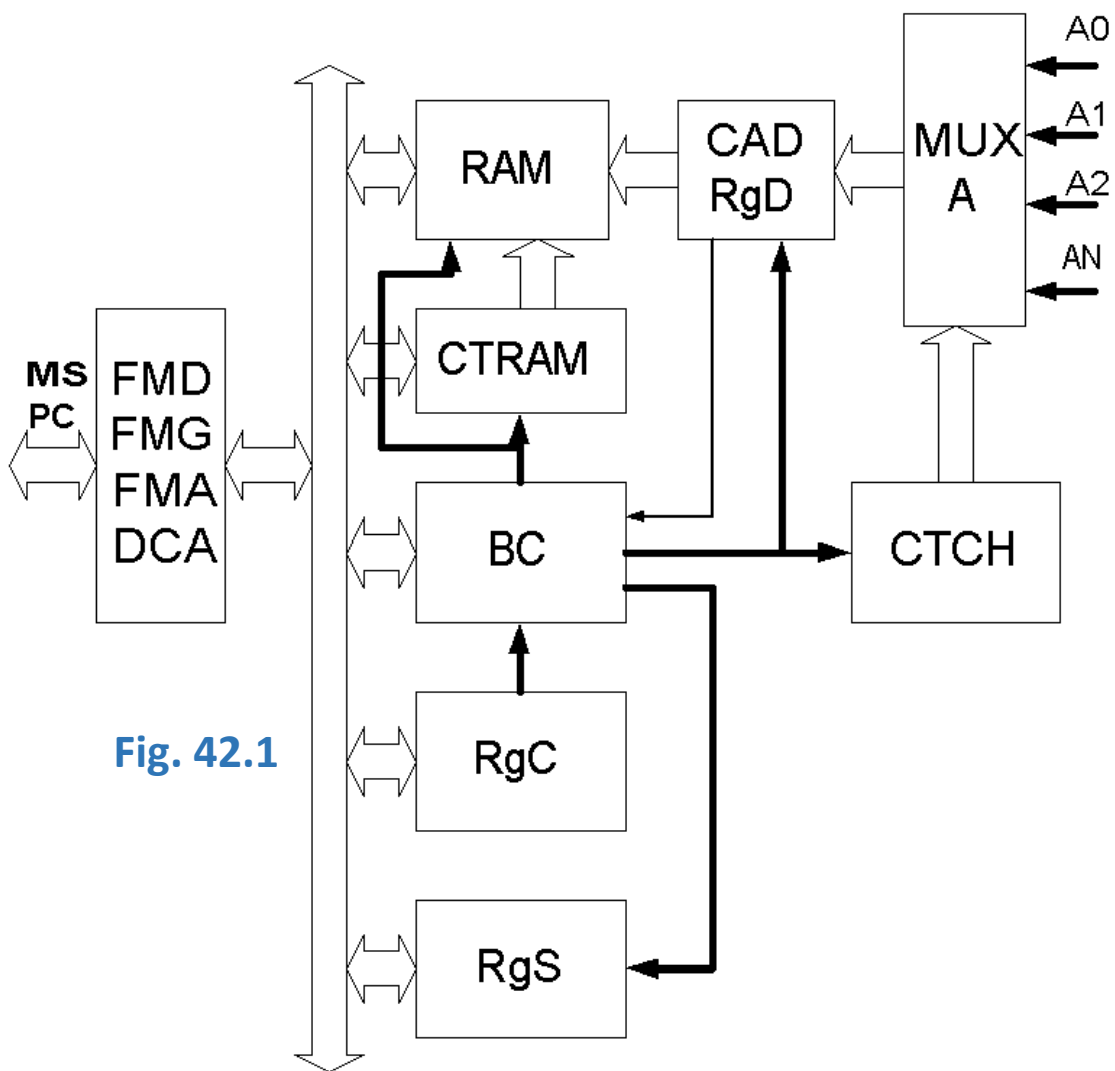 MS
PC
FMD
FMG
FMA
DCA
RAM
CTRAM
BC
RgC
RgS
CAD
RgD
MUX
A
A0
A1
A2
AN
CTCH
Fig. 42.1